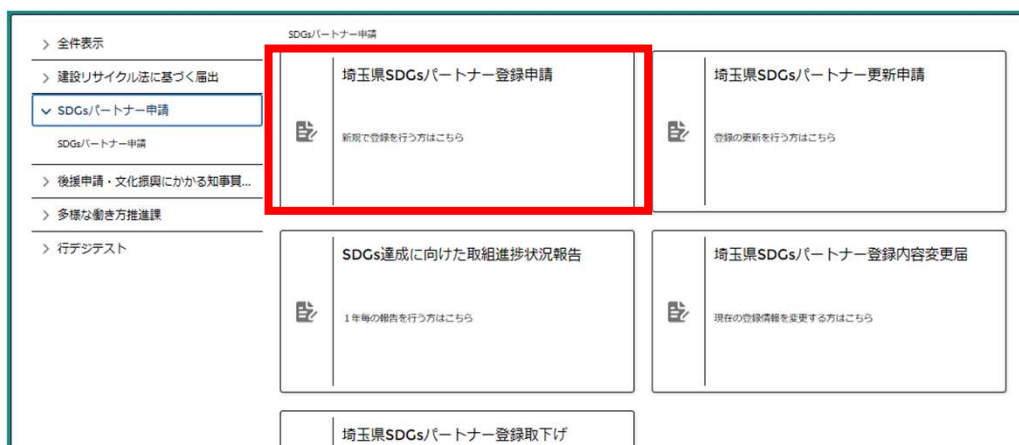 全件表示
建設リサイクル法に基づく届出
SDGsパートナー申請
SDGsパートナー申請
後援申請・文化振興にかかる知事賞...
多様な働き方推進課
行デジテスト
SDGsパートナー申請
埼玉県SDGsパートナー登録申請
新規で登録を行う方はこちら
埼玉県SDGsパートナー更新申請
登録の更新を行う方はこちら
SDGs達成に向けた取組進捗状況報告
1年毎の報告を行う方はこちら
埼玉県SDGsパートナー登録内容変更届
現在の登録情報を変更する方はこちら
埼玉県SDGsパートナー登録取下げ